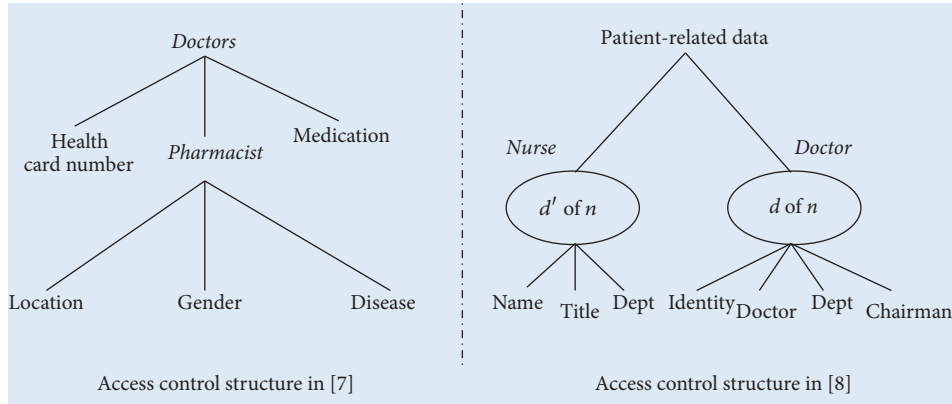 Doctors
Health
card number
Pharmacist
Medication
Location
Gender
Disease
Access control structure in [7]
Patient-related data
Nurse
Doctor
d′ of n
d of n
Name
Title
Dept
Identity
Doctor
Dept
Chairman
Access control structure in [8]